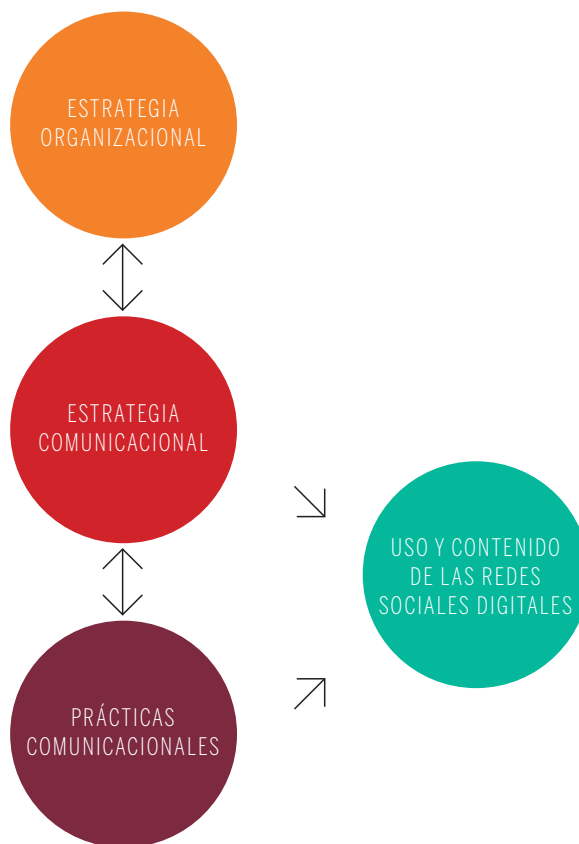 ESTRATEGIA
ORGANIZACIONAL
ESTRATEGIA
COMUNICACIONAL
USO Y CONTENIDO
DE LAS REDES
SOCIALES DIGITALES
PRÁCTICAS
COMUNICACIONALES